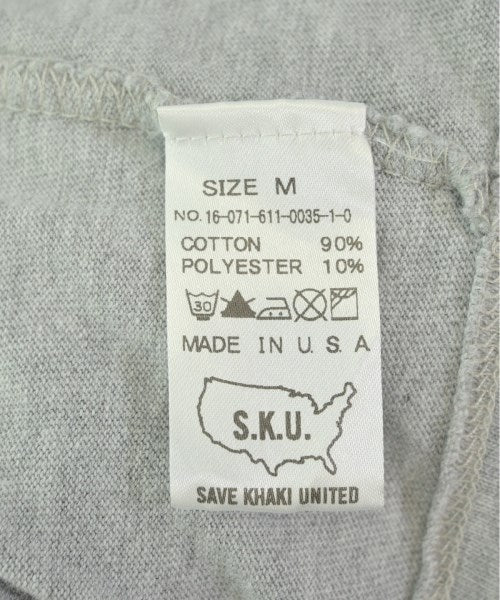 SIZE M
NO. 16-071-611-0035-1-0
COTTON 90%
POLYESTER 10%
30
MADE IN U. S. A
S.K.U.
SAVE KHAKI UNITED